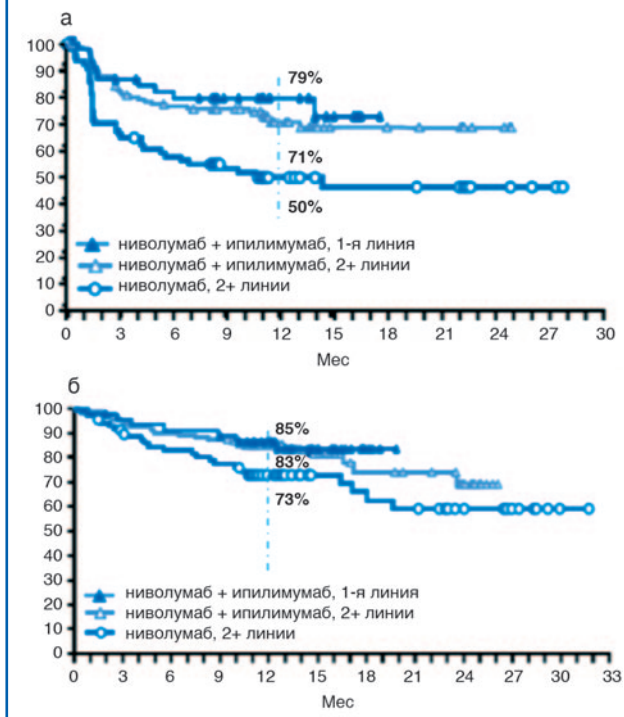 а
100
90
80
70
60
50
40
30
20
10
0
79%
71%
50%
ниволумаб + ипилимумаб, 1-я линия
ниволумаб + ипилимумаб, 2+ линии
ниволумаб, 2+ линии
0 3 6 9 12 15 18 21 24 27 30
Мес
б
100
90
80
70
60
50
40
30
20
10
0
85%
83%
73%
ниволумаб + ипилимумаб, 1-я линия
ниволумаб + ипилимумаб, 2+ линии
ниволумаб, 2+ линии
0 3 6 9 12 15 18 21 24 27 30 33
Мес